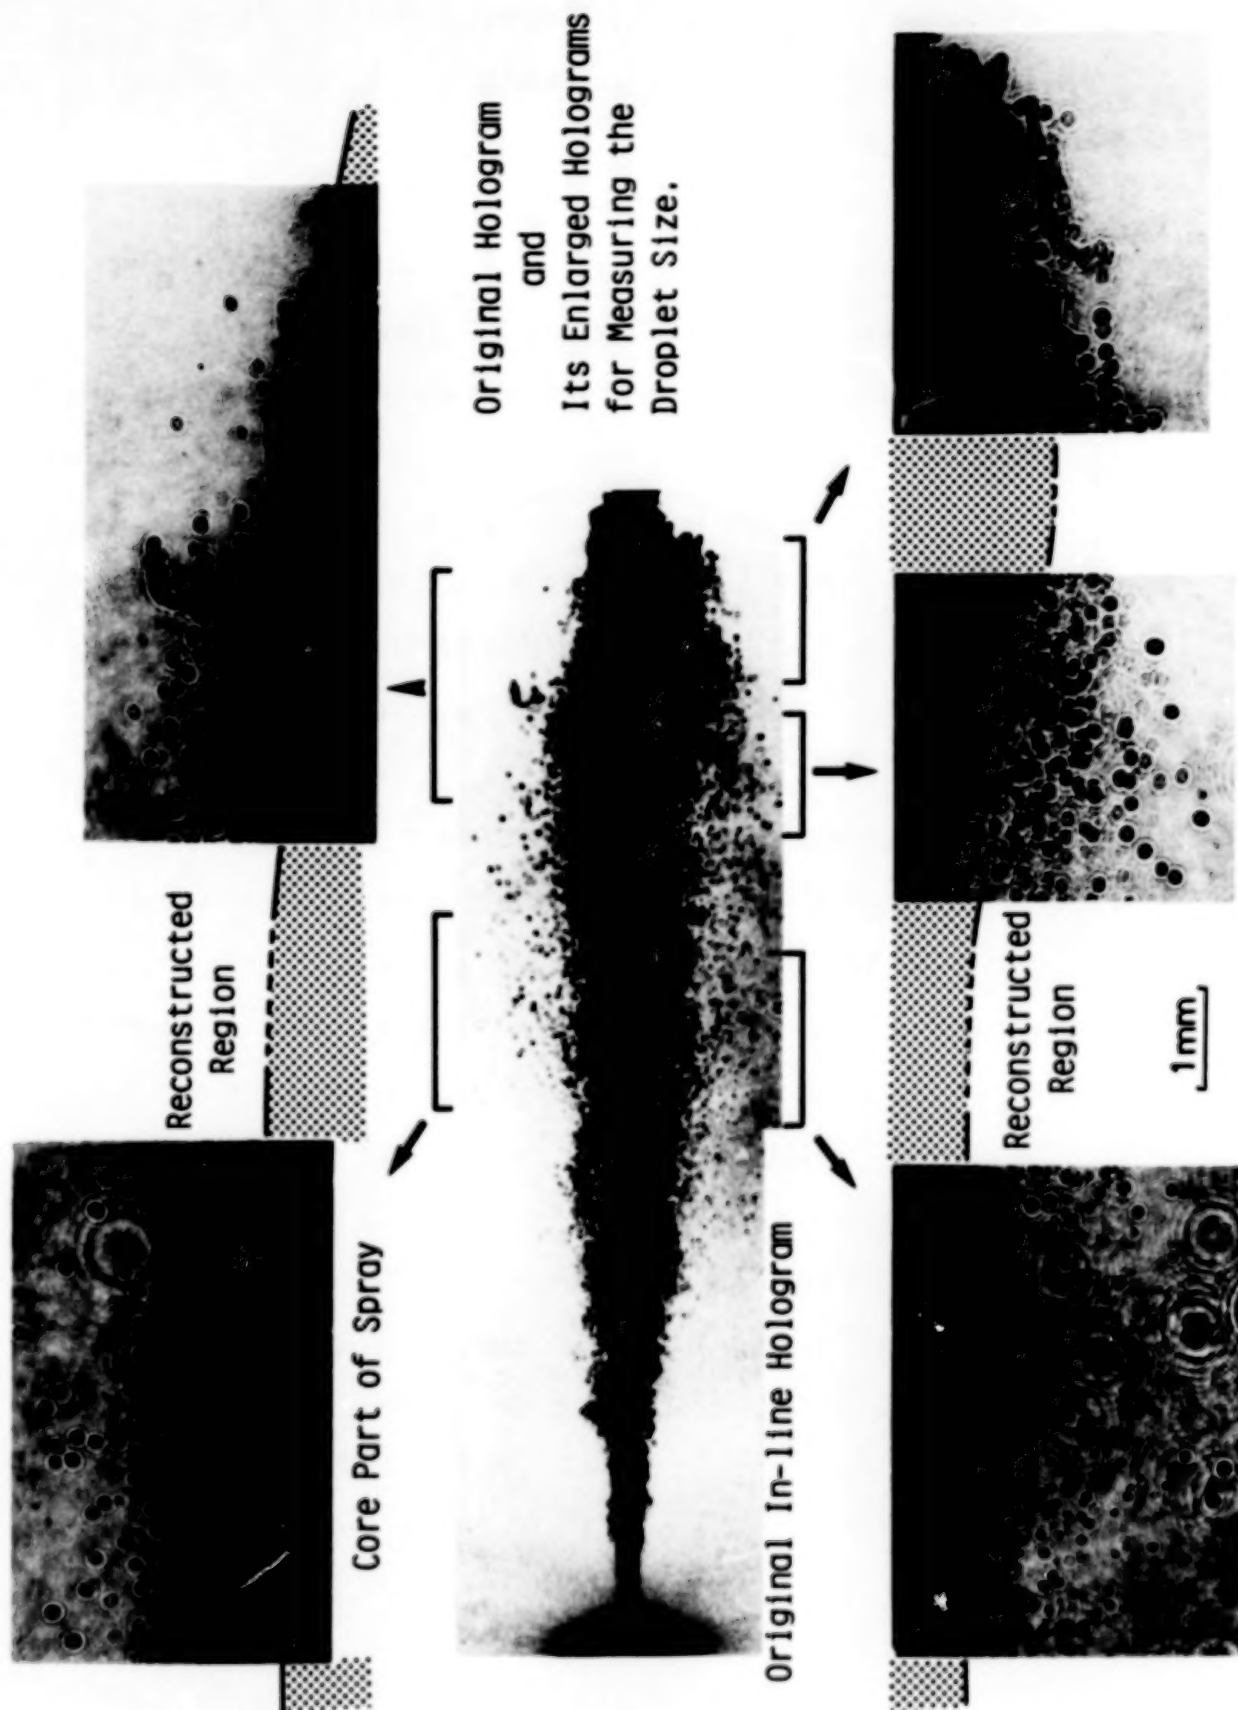 Original Hologram
and
Its Enlarged Holograms
for Measuring the
Droplet Size.
Reconstructed
Region
Core Part of Spray
Original In-line Hologram
Reconstructed
Region
1mm